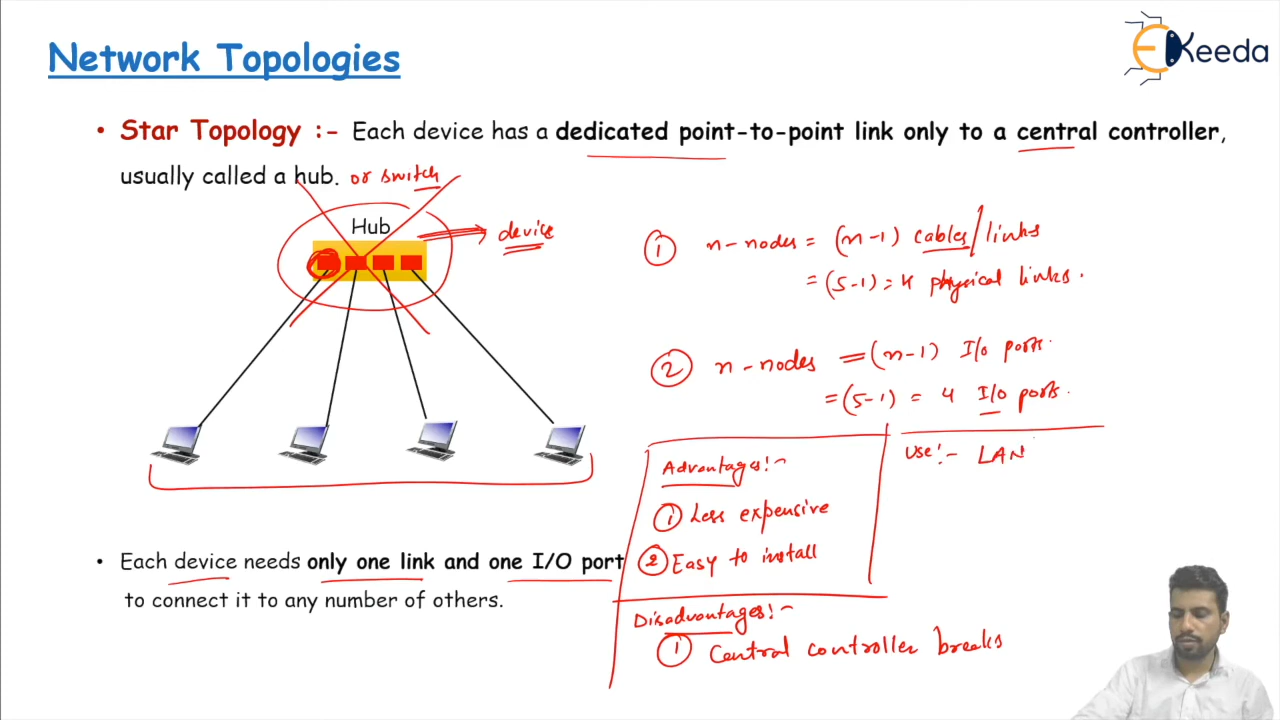 Network Topologies
EKeeda
• Star Topology :- Each device has a dedicated point-to-point link only to a central controller,
usually called a hub. or switch
Hub
device
① n-nodes = (n-1) cables/links
= (5-1) = 4 physical links.
② n-nodes = (n-1) I/o ports.
= (5-1) = 4 I/o ports.
Advantages:-
① Less expensive
② Easy to install
Use:- LAN
• Each device needs only one link and one I/O port
to connect it to any number of others.
Disadvantages:-
① Central controller breaks